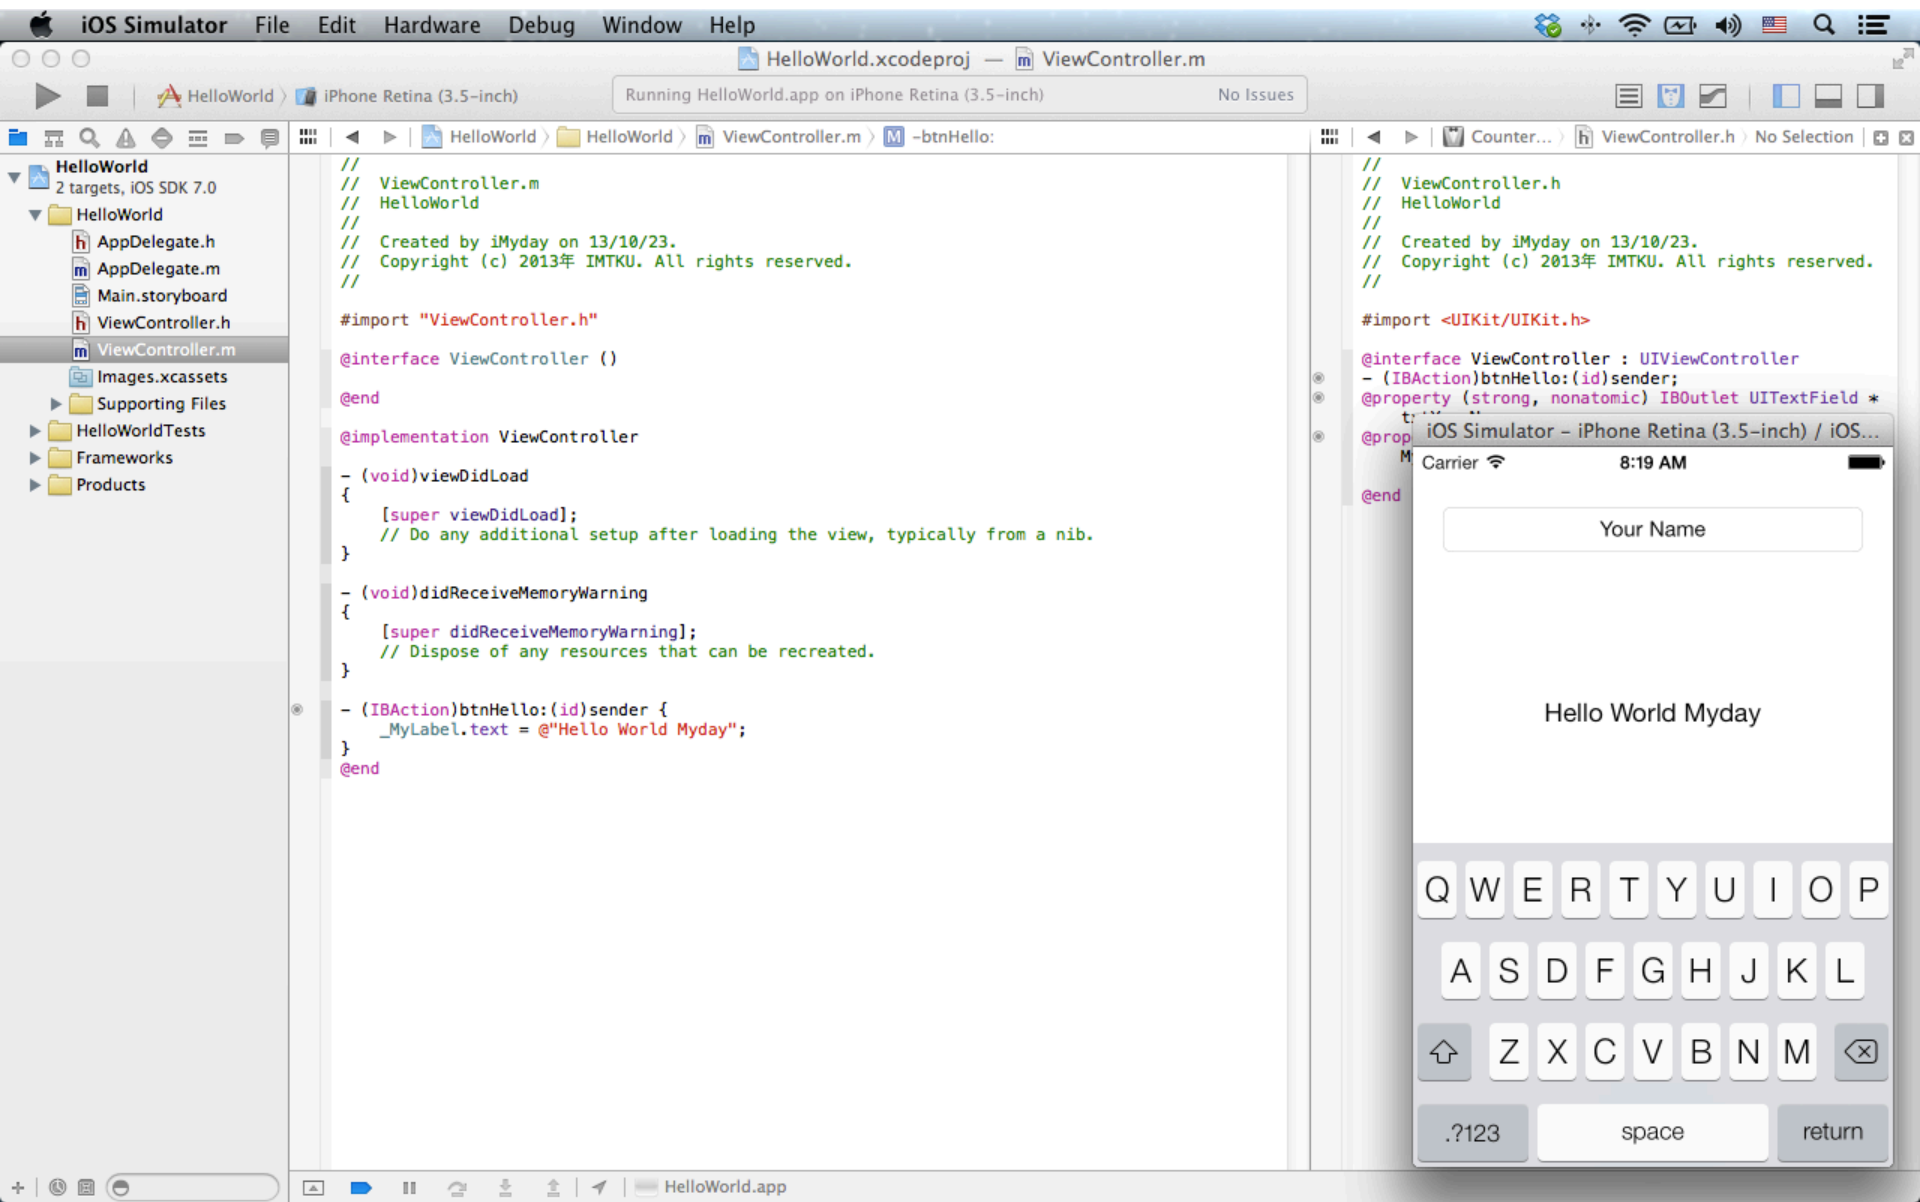 iOS Simulator File Edit Hardware Debug Window Help
HelloWorld.xcodeproj — ViewController.m
HelloWorld iPhone Retina (3.5-inch)
Running HelloWorld.app on iPhone Retina (3.5-inch) No Issues
HelloWorld HelloWorld ViewController.m -btnHello:
Counter... ViewController.h No Selection
HelloWorld
2 targets, iOS SDK 7.0
HelloWorld
AppDelegate.h
AppDelegate.m
Main.storyboard
ViewController.h
ViewController.m
Images.xcassets
Supporting Files
HelloWorldTests
Frameworks
Products
//
// ViewController.m
// HelloWorld
//
// Created by iMyday on 13/10/23.
// Copyright (c) 2013年 IMTKU. All rights reserved.
//
#import "ViewController.h"
@interface ViewController ()
@end
@implementation ViewController
- (void)viewDidLoad
{
[super viewDidLoad];
// Do any additional setup after loading the view, typically from a nib.
}
- (void)didReceiveMemoryWarning
{
[super didReceiveMemoryWarning];
// Dispose of any resources that can be recreated.
}
- (IBAction)btnHello:(id)sender {
_MyLabel.text = @"Hello World Myday";
}
@end
//
// ViewController.h
// HelloWorld
//
// Created by iMyday on 13/10/23.
// Copyright (c) 2013年 IMTKU. All rights reserved.
//
#import <UIKit/UIKit.h>
@interface ViewController : UIViewController
- (IBAction)btnHello:(id)sender;
@property (strong, nonatomic) IBOutlet UITextField *
@prop
M
@end
iOS Simulator - iPhone Retina (3.5-inch) / iOS...
Carrier 8:19 AM
Your Name
Hello World Myday
Q W E R T Y U I O P
A S D F G H J K L
Z X C V B N M
.?123 space return
HelloWorld.app